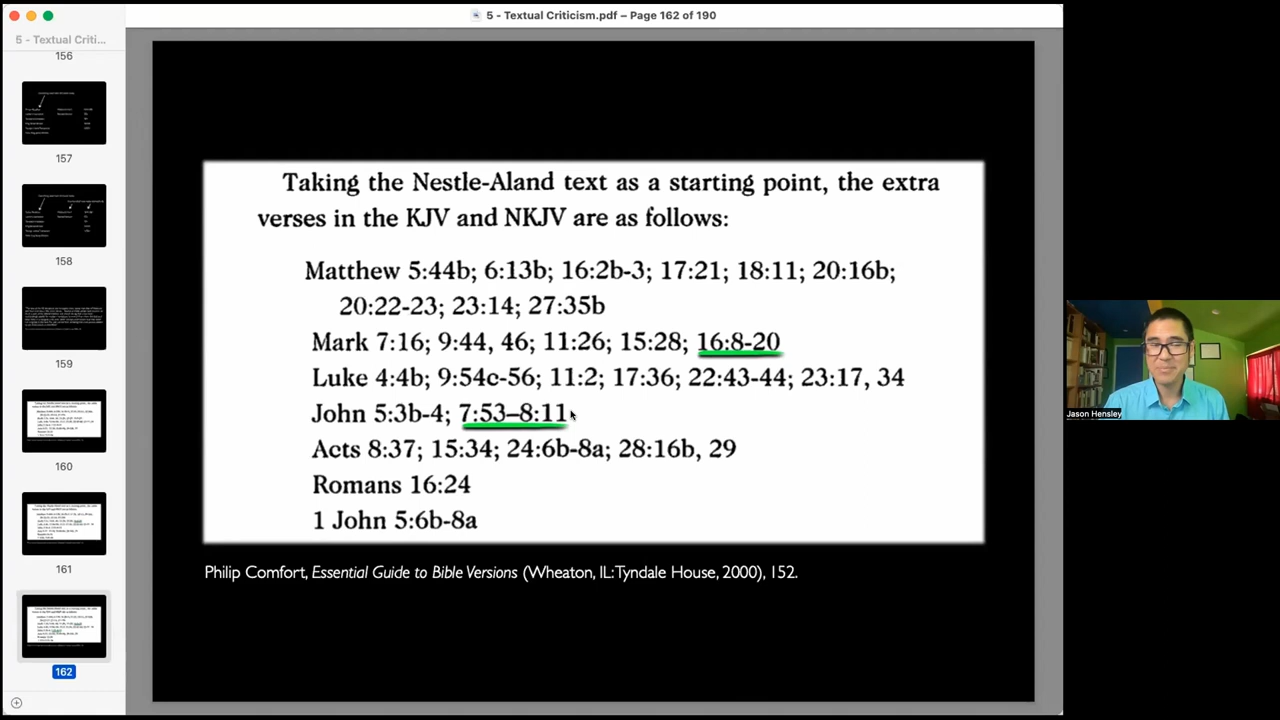 5 - Textual Criticism.pdf – Page 162 of 190
5 - Textual Criti...
156
157
158
159
160
161
162
Taking the Nestle-Aland text as a starting point, the extra
verses in the KJV and NKJV are as follows:
Matthew 5:44b; 6:13b; 16:2b-3; 17:21; 18:11; 20:16b;
20:22-23; 23:14; 27:35b
Mark 7:16; 9:44, 46; 11:26; 15:28; 16:8-20
Luke 4:4b; 9:54c-56; 11:2; 17:36; 22:43-44; 23:17, 34
John 5:3b-4; 7:53–8:11
Acts 8:37; 15:34; 24:6b-8a; 28:16b, 29
Romans 16:24
1 John 5:6b-8a
Philip Comfort, Essential Guide to Bible Versions (Wheaton, IL: Tyndale House, 2000), 152.
Jason Hensley